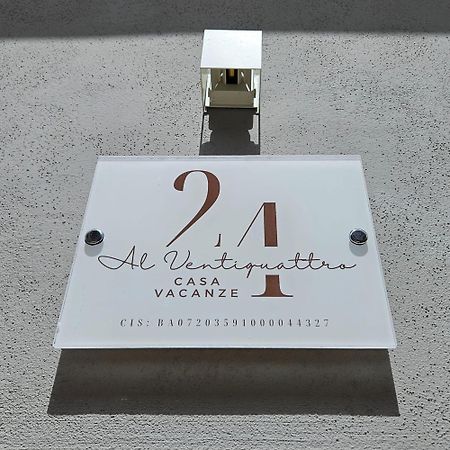 24
Al Ventiquattro
CASA
VACANZE
CIS: BA07203591000044327